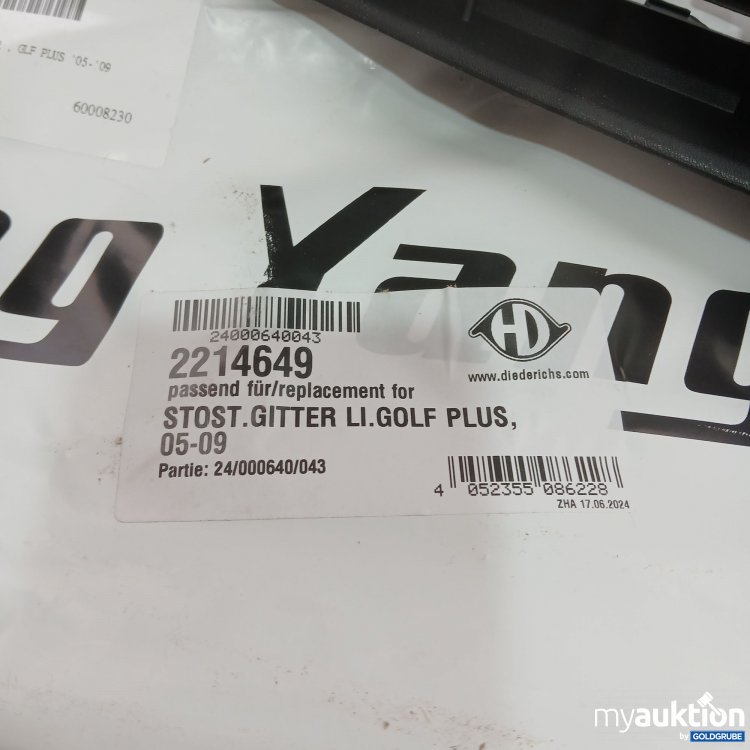 , GLF PLUS '05-'09
60008230
g Yang
24000640043
2214649
passend für/replacement for
STOST.GITTER LI.GOLF PLUS,
05-09
Partie: 24/000640/043
HD
www.diederichs.com
4 052355 086228
ZHA 17.06.2024
myauktion
by GOLDGRUBE